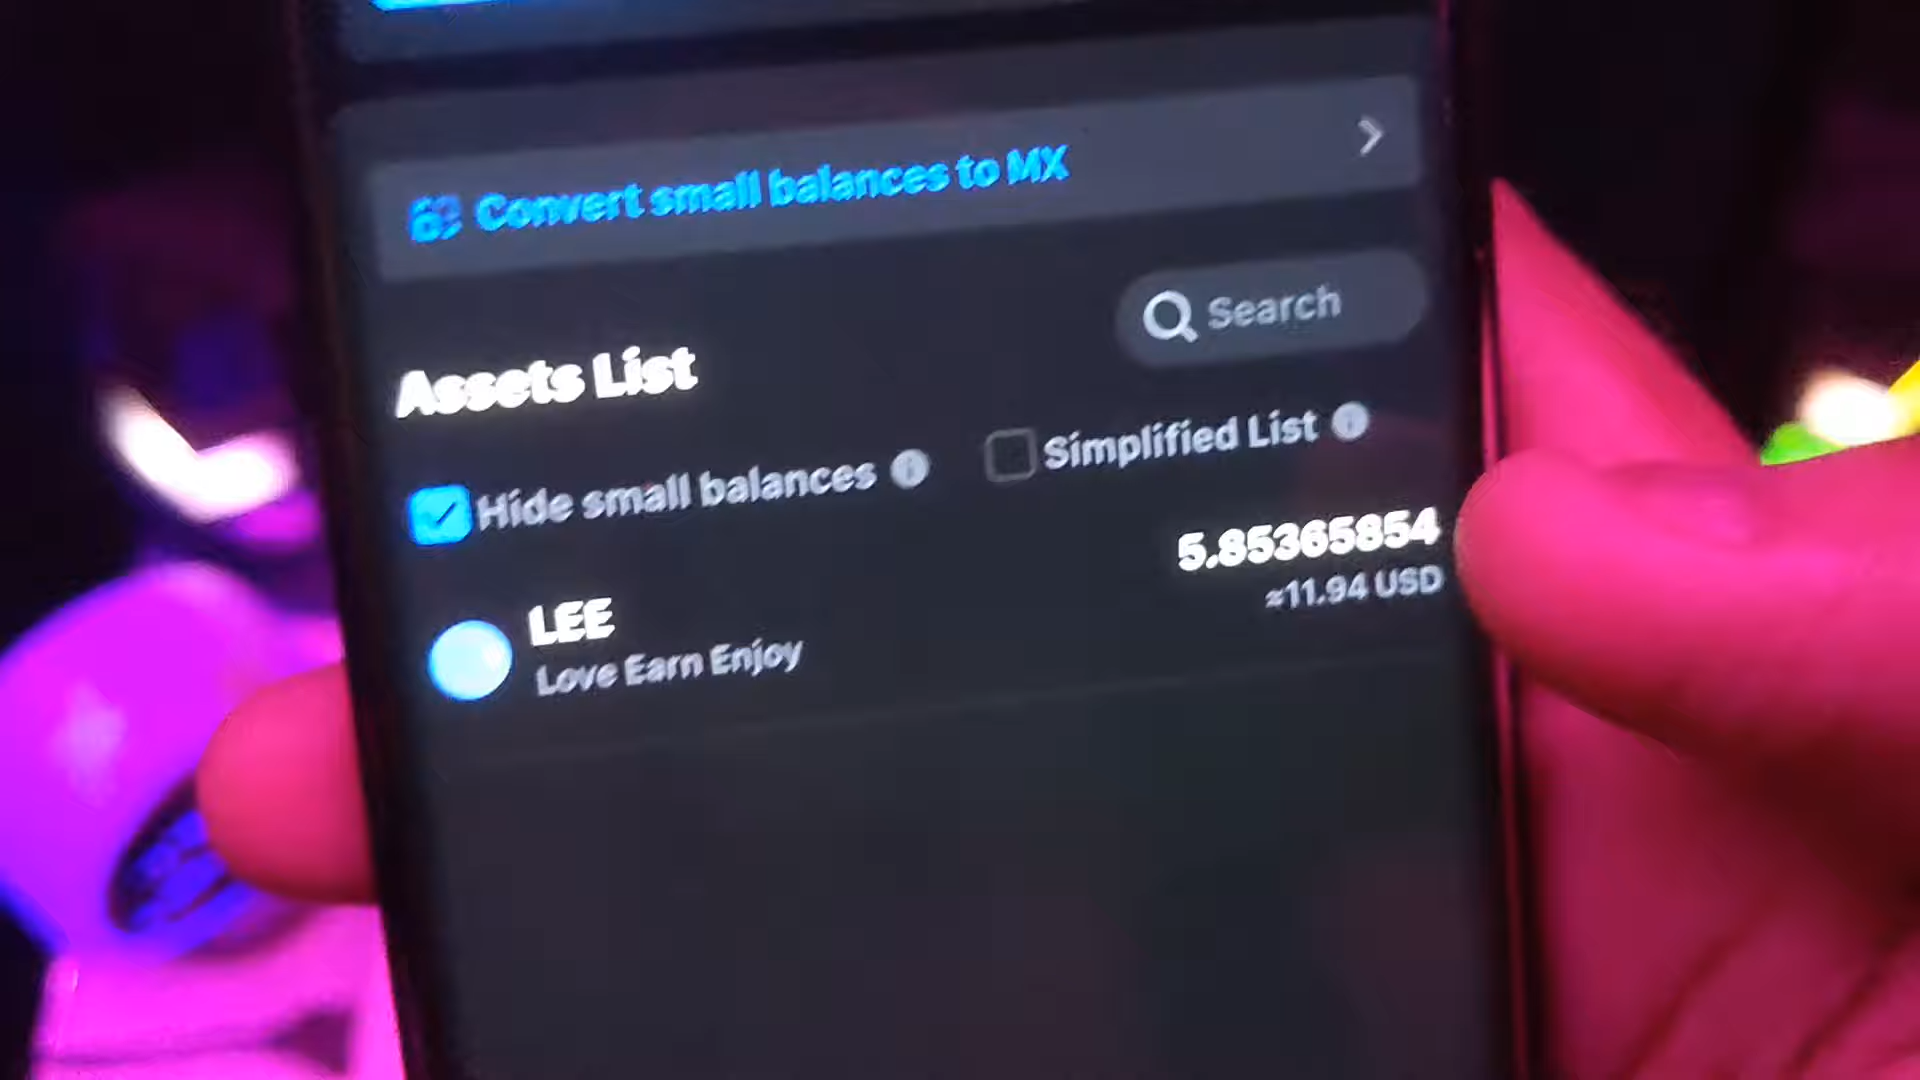 Convert small balances to MX
Search
Assets List
Hide small balances
Simplified List
5.85365854
≈11.94 USD
LEE
Love Earn Enjoy